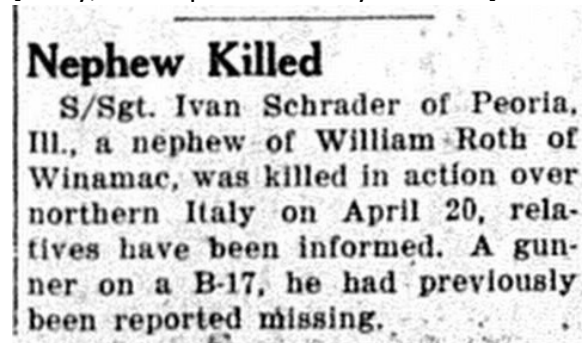 Nephew Killed
S/Sgt. Ivan Schrader of Peoria,
Ill., a nephew of William Roth of
Winamac, was killed in action over
northern Italy on April 20, rela-
tives have been informed. A gun-
ner on a B-17, he had previously
been reported missing.